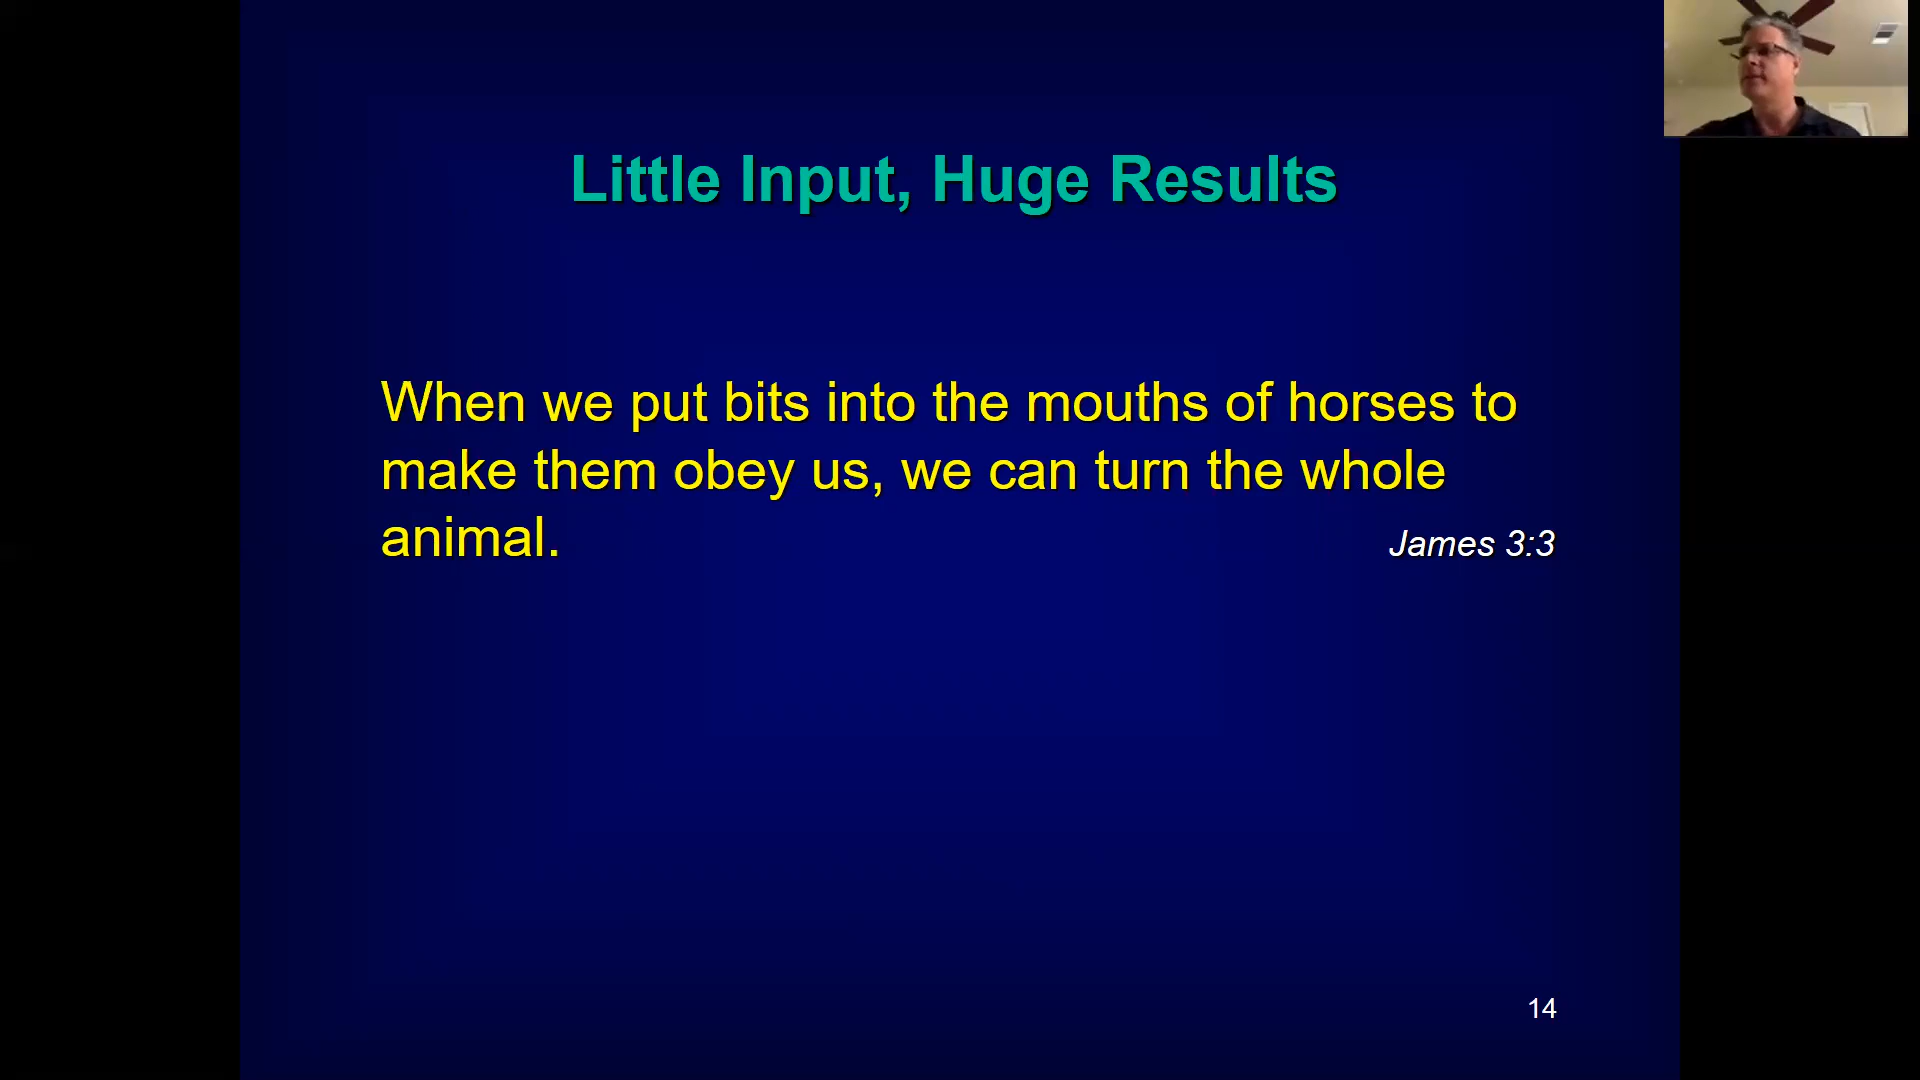 Little Input, Huge Results
When we put bits into the mouths of horses to
make them obey us, we can turn the whole
animal. James 3:3
14